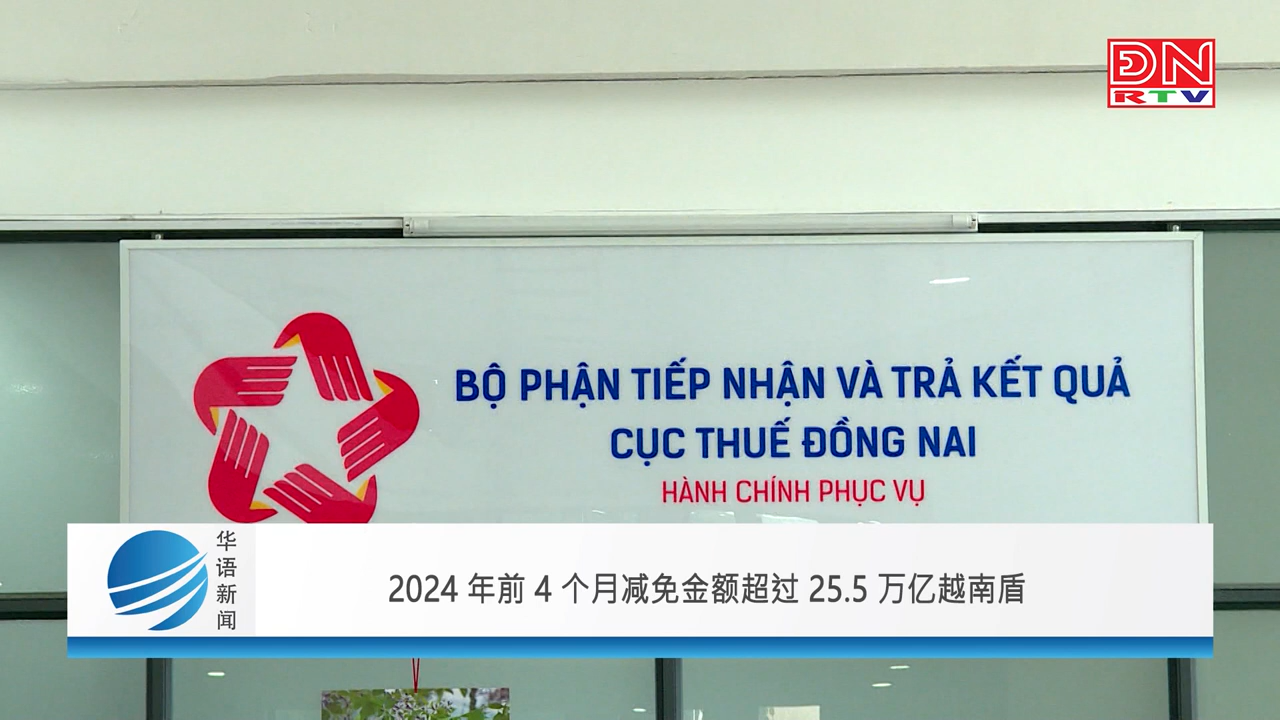 ĐN
RTV
BỘ PHẬN TIẾP NHẬN VÀ TRẢ KẾT QUẢ
CỤC THUẾ ĐỒNG NAI
HÀNH CHÍNH PHỤC VỤ
华语新闻
2024 年前 4 个月减免金额超过 25.5 万亿越南盾